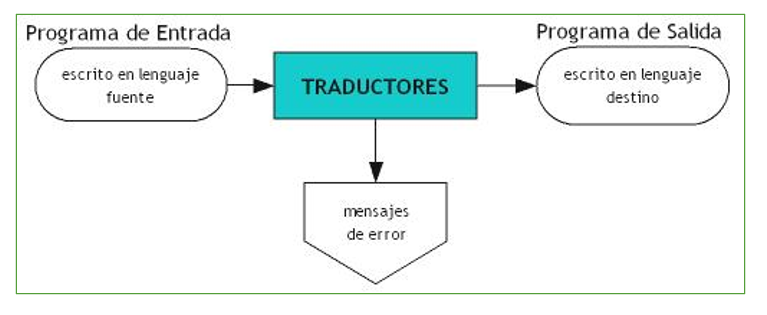 Programa de Entrada
Programa de Salida
escrito en lenguaje
fuente
TRADUCTORES
escrito en lenguaje
destino
mensajes
de error